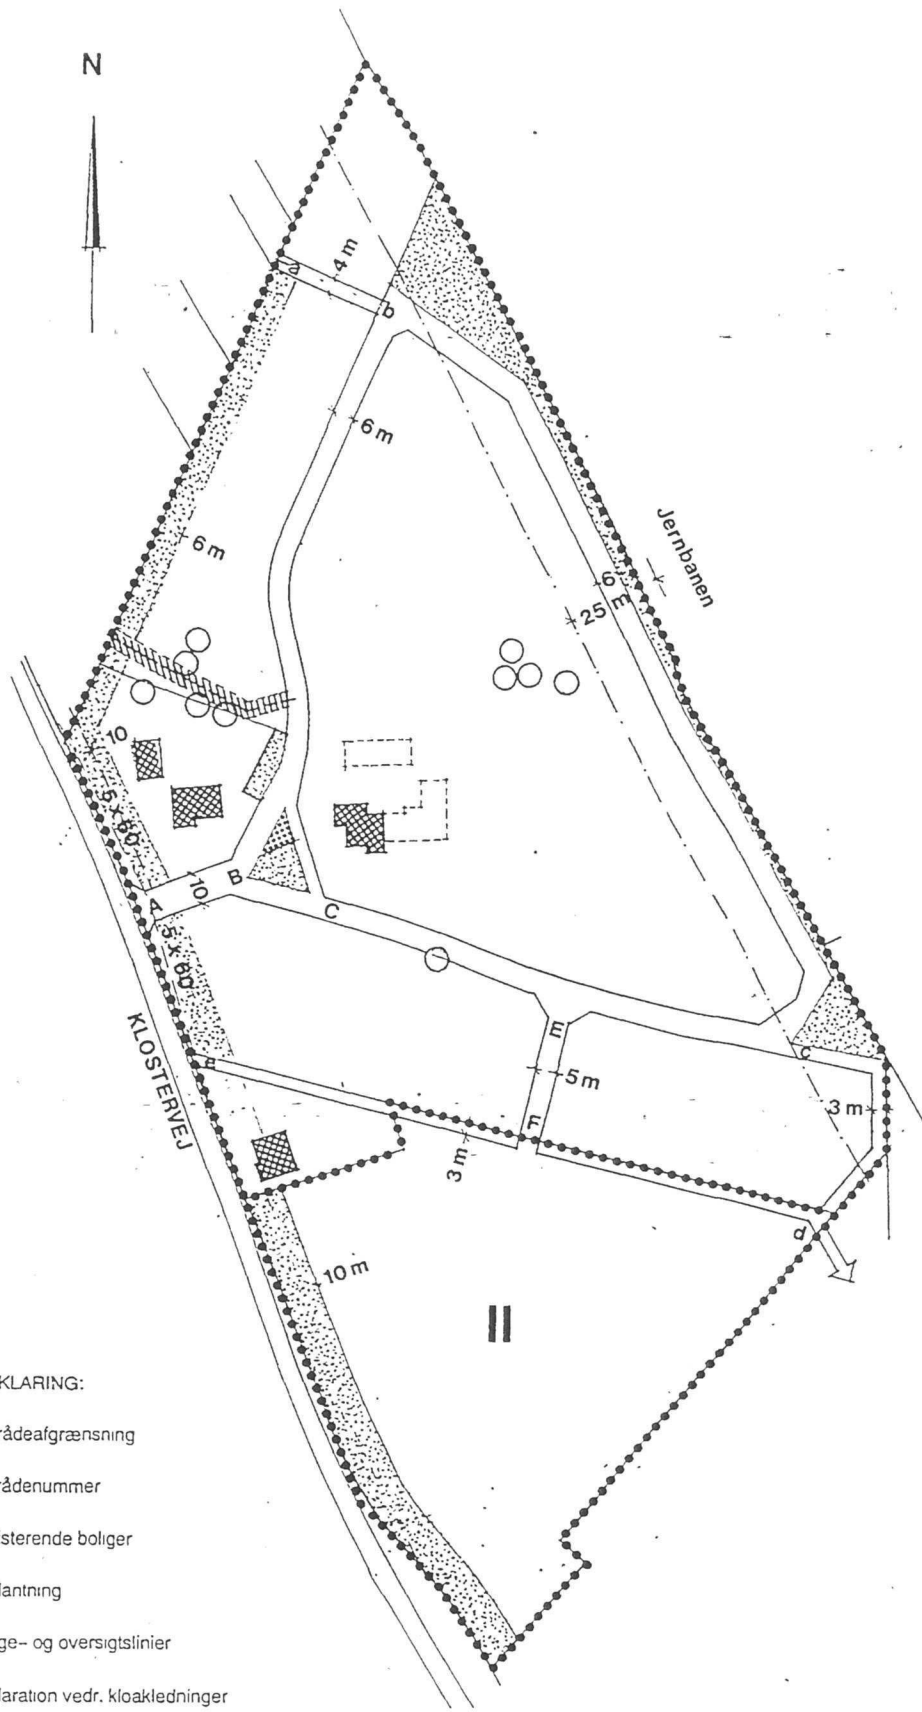 N
a
4 m
b
6 m
6 m
Jernbanen
6
25 m
10
5 x 60
A
10
B
C
5 x 60
KLOSTERVEJ
E
e
5 m
c
F
3 m
3 m
d
10 m
II
KLARING:
rådeafgrænsning
rådenummer
isterende boliger
lantning
ge- og oversigtslinier
laration vedr. kloakledninger